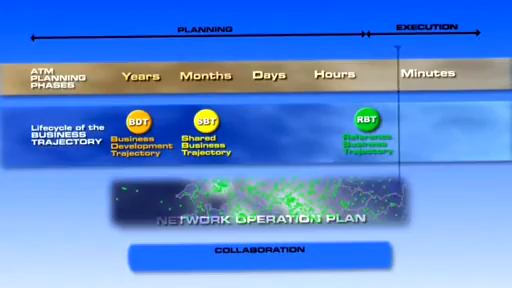 PLANNING
EXECUTION
ATM
PLANNING
PHASES
Years
Months
Days
Hours
Minutes
Lifecycle of the
BUSINESS
TRAJECTORY
BDT
Business
Development
Trajectory
SBT
Shared
Business
Trajectory
RBT
Reference
Business
Trajectory
NETWORK OPERATION PLAN
COLLABORATION